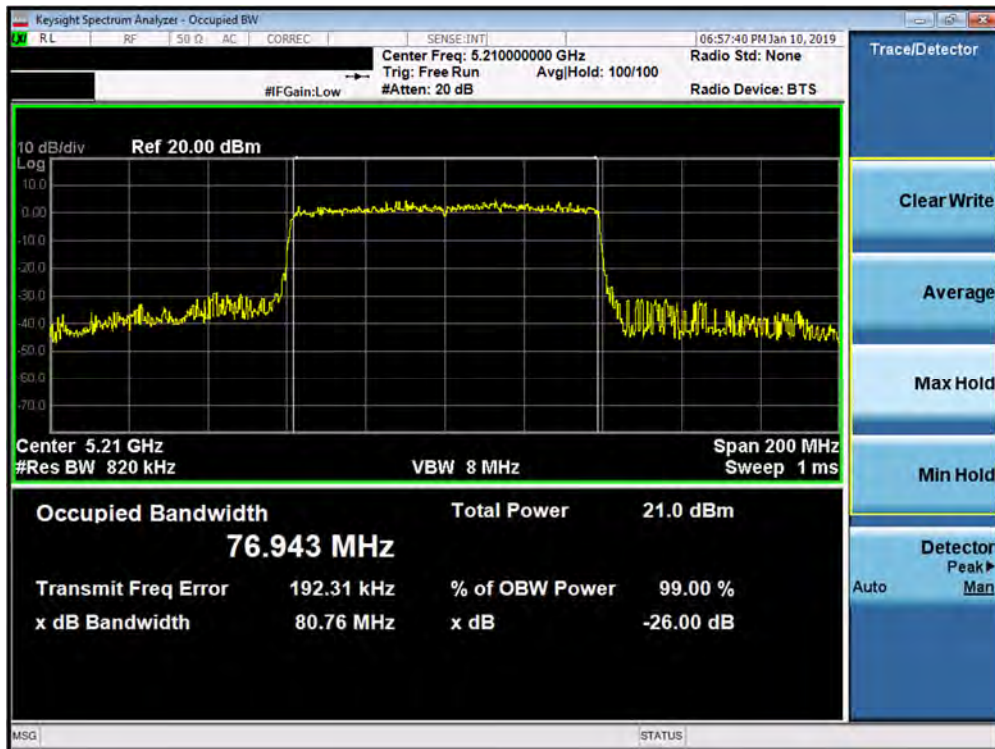 Keysight Spectrum Analyzer - Occupied BW
RL RF 50 Ω AC CORREC SENSE:INT 06:57:40 PM Jan 10, 2019
Center Freq: 5.210000000 GHz Radio Std: None
Trig: Free Run Avg|Hold: 100/100
#IFGain:Low #Atten: 20 dB Radio Device: BTS
10 dB/div Ref 20.00 dBm
Log
10.0
0.00
-10.0
-20.0
-30.0
-40.0
-50.0
-60.0
-70.0
Center 5.21 GHz Span 200 MHz
#Res BW 820 kHz VBW 8 MHz Sweep 1 ms
Occupied Bandwidth Total Power 21.0 dBm
76.943 MHz
Transmit Freq Error 192.31 kHz % of OBW Power 99.00 %
x dB Bandwidth 80.76 MHz x dB -26.00 dB
MSG STATUS
Trace/Detector
Clear Write
Average
Max Hold
Min Hold
Detector
Peak▶
Auto Man